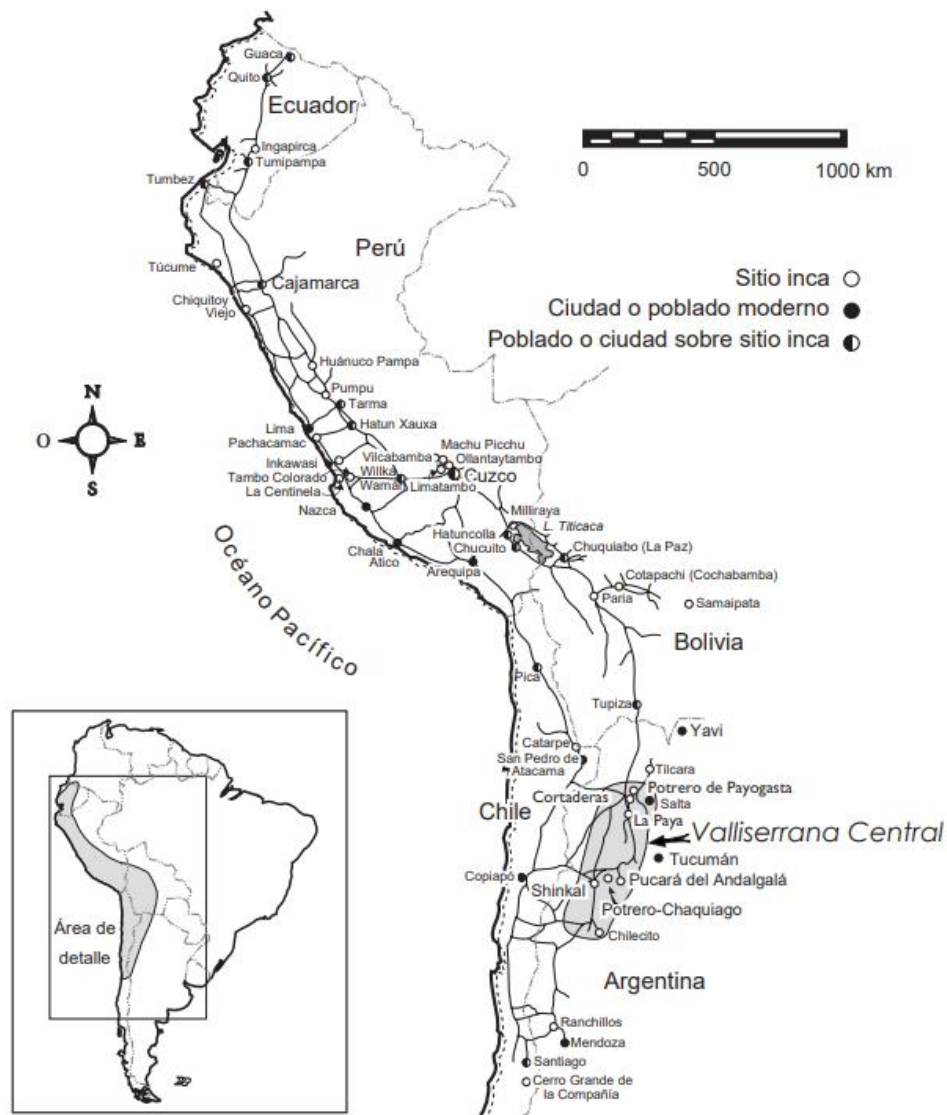 Guaca
Quito
Ecuador
Ingapirca
Tumipampa
Tumbez
0 500 1000 km
Perú
Túcume
Cajamarca
Sitio inca
Ciudad o poblado moderno
Poblado o ciudad sobre sitio inca
Chiquitoy
Viejo
Huánuco Pampa
Pumpu
Tarma
N
O E
S
Lima
Hatun Xauxa
Pachacamac
Machu Picchu
Vilcabamba
Ollantaytambo
Inkawasi
Willka
Cuzco
Tambo Colorado
Waman
Limatambo
La Centinela
Nazca
Milliraya
L. Titicaca
Hatuncolla
Chucuito
Chuquiabo (La Paz)
Chala
Atico
Arequipa
Cotapachi (Cochabamba)
Paria
Samaipata
Océano Pacífico
Bolivia
Pica
Tupiza
Yavi
Catarpe
San Pedro de
Atacama
Tilcara
Potrero de Payogasta
Cortaderas
Salta
Chile
La Paya
Valliserrana Central
Tucumán
Copiapó
Shinkal
Pucará del Andalgalá
Potrero-Chaquiago
Chilecito
Área de
detalle
Argentina
Ranchillos
Mendoza
Santiago
Cerro Grande de
la Compañía